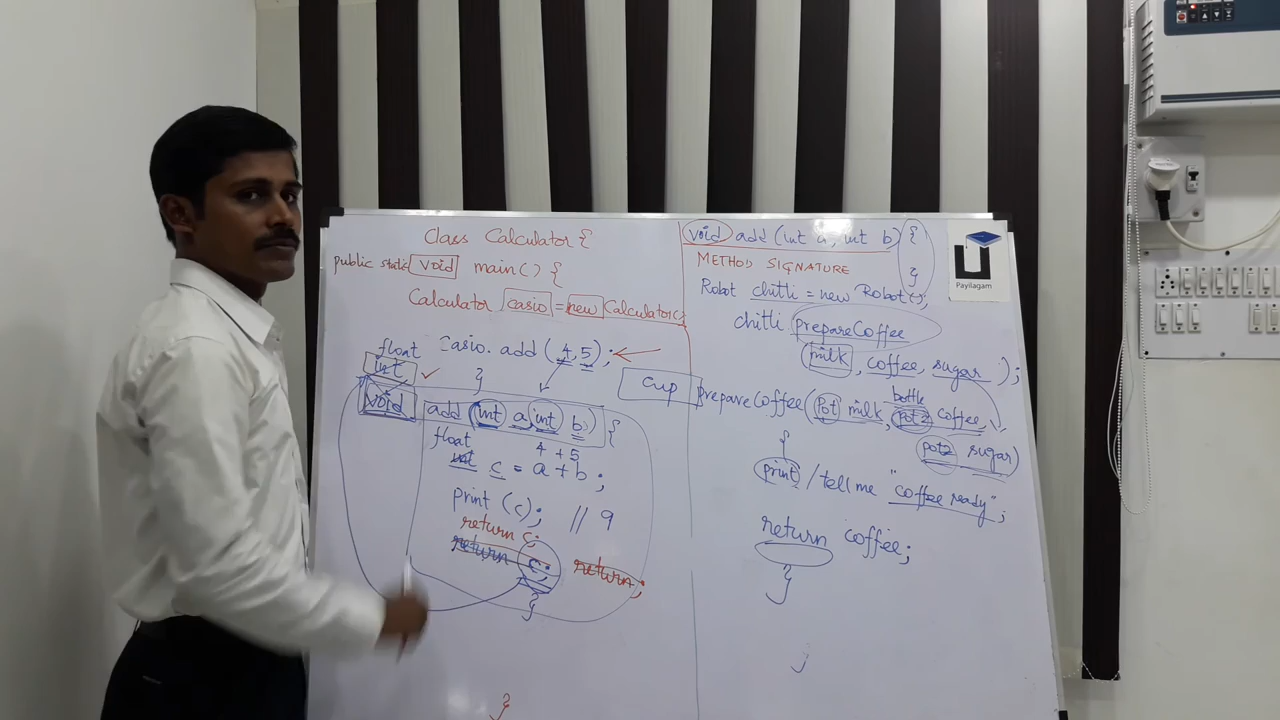 Class Calculator {
public static void main() {
Calculator casio = new Calculator()
Casio. add (4,5);
}
float
int
void
add (int a, int b) {
float
4 + 5
int c = a + b ;
print (c); // 9
return c;
return c; return;
}
void add (int a, int b) {
}
METHOD SIGNATURE
Robot chitti = new Robot();
chitti prepareCoffee
(milk, coffee, sugar );
Cup prepareCoffee (Pot milk, bottle Pot2 coffee,
pot2 sugar)
{
print / tell me "coffee ready";
return coffee;
}
Payilagam